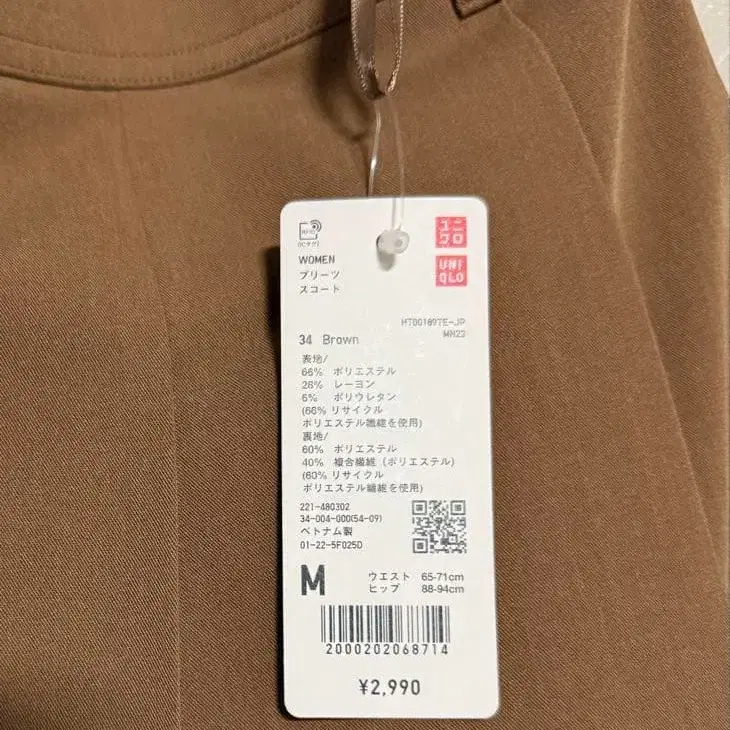 RFID
(ICタグ)
ユニ
クロ
WOMEN
プリーツ
スコート
UNI
QLO
HT00189TE-JP
MH23
34 Brown
表地/
66% ポリエステル
28% レーヨン
6% ポリウレタン
(66% リサイクル
ポリエステル繊維を使用)
裏地/
60% ポリエステル
40% 複合繊維 (ポリエステル)
(60% リサイクル
ポリエステル繊維を使用)
221-480302
34-004-000(54-09)
ベトナム製
01-22-5F025D
M
ウエスト 65-71cm
ヒップ 88-94cm
2000202068714
¥2,990